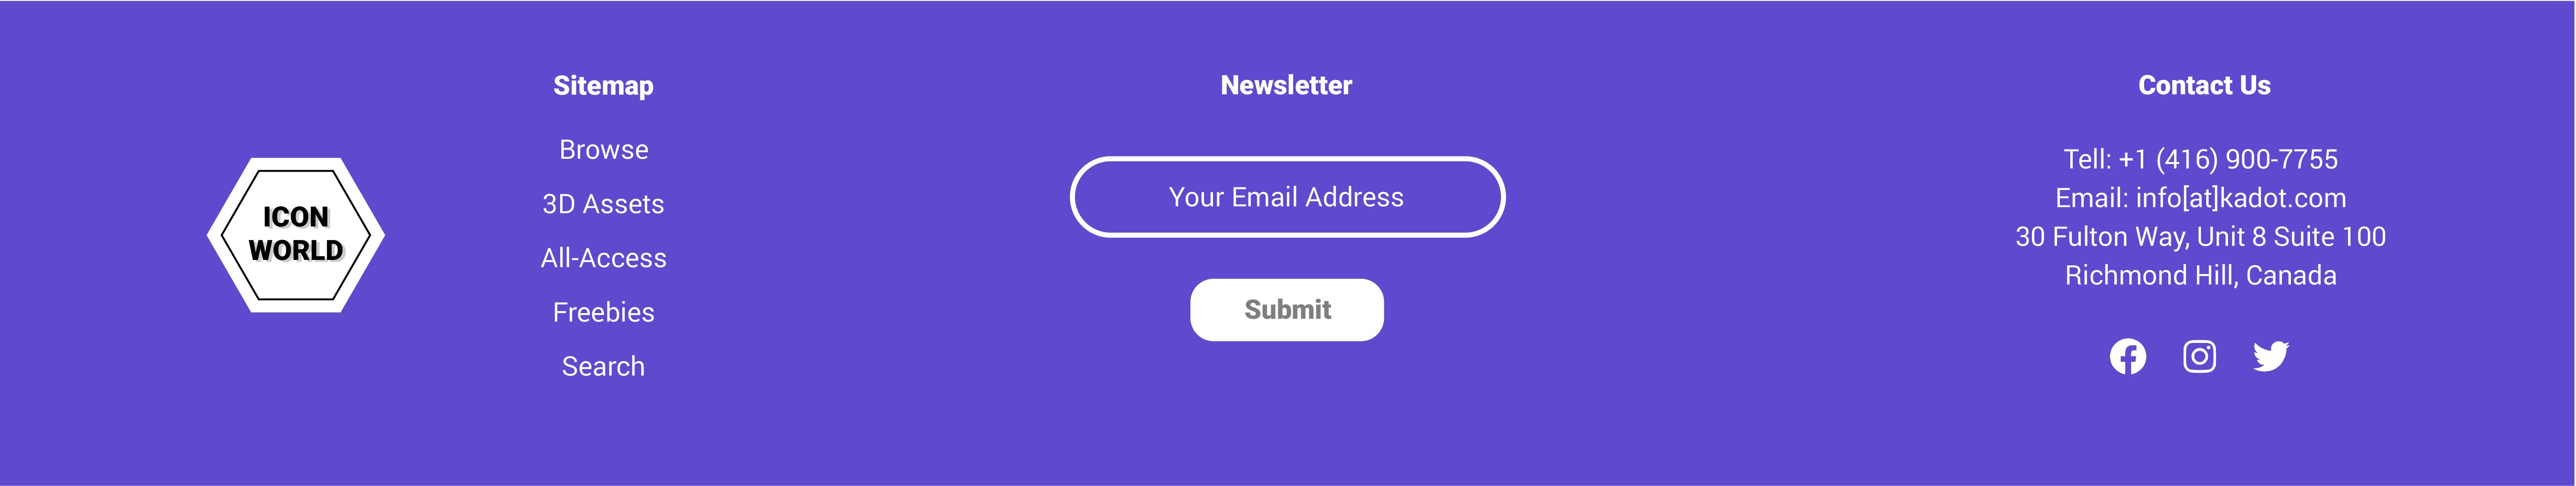 ICON
WORLD
Sitemap
Browse
3D Assets
All-Access
Freebies
Search
Newsletter
Your Email Address
Submit
Contact Us
Tell: +1 (416) 900-7755
Email: info[at]kadot.com
30 Fulton Way, Unit 8 Suite 100
Richmond Hill, Canada